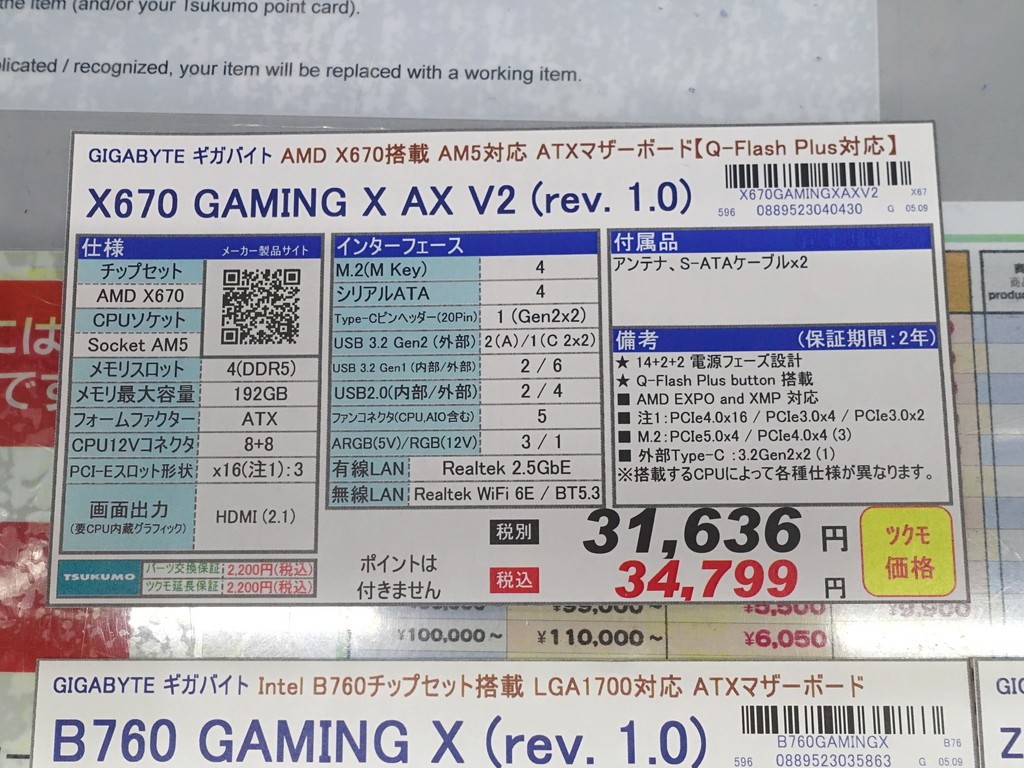 the item (and/or your Tsukumo point card).
recognized, your item will be replaced with a working item.
GIGABYTE ギガバイト AMD X670搭載 AM5対応 ATXマザーボード【Q-Flash Plus対応】
X670 GAMING X AX V2 (rev. 1.0)
X670GAMINGXAXV2 X67
596 0889523040430 G 05.09
仕様 メーカー製品サイト
チップセット
AMD X670
CPUソケット
Socket AM5
メモリスロット 4(DDR5)
メモリ最大容量 192GB
フォームファクター ATX
CPU12Vコネクタ 8+8
PCI-Eスロット形状 x16(注1):3
画面出力
(要CPU内蔵グラフィック)
HDMI (2.1)
インターフェース
M.2(M Key) 4
シリアルATA 4
Type-Cピンヘッダー(20Pin) 1 (Gen2x2)
USB 3.2 Gen2 (外部) 2(A)/1(C 2x2)
USB 3.2 Gen1 (内部/外部) 2 / 6
USB2.0(内部/外部) 2 / 4
ファンコネクタ(CPU,AIO含む) 5
ARGB(5V)/RGB(12V) 3 / 1
有線LAN Realtek 2.5GbE
無線LAN Realtek WiFi 6E / BT5.3
付属品
アンテナ、S-ATAケーブルx2
備考 (保証期間:2年)
★ 14+2+2 電源フェーズ設計
★ Q-Flash Plus button 搭載
■ AMD EXPO and XMP 対応
■ 注1:PCIe4.0x16 / PCIe3.0x4 / PCIe3.0x2
■ M.2:PCIe5.0x4 / PCIe4.0x4 (3)
■ 外部Type-C :3.2Gen2x2 (1)
※搭載するCPUによって各種仕様が異なります。
TSUKUMO
パーツ交換保証 2,200円(税込)
ツクモ延長保証 2,200円(税込)
ポイントは
付きません
税別 31,636 円
税込 34,799 円
ツクモ
価格
¥100,000～ ¥110,000～ ¥6,050
GIGABYTE ギガバイト Intel B760チップセット搭載 LGA1700対応 ATXマザーボード
B760 GAMING X (rev. 1.0)
B760GAMINGX B76
596 0889523035863 G 05.09